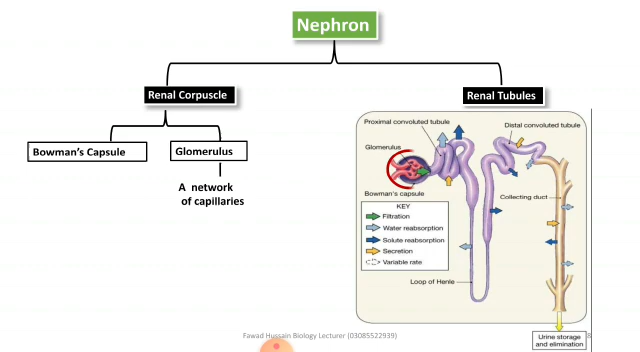 Nephron
Renal Corpuscle
Renal Tubules
Bowman's Capsule
Glomerulus
A network
of capillaries
Proximal convoluted tubule
Distal convoluted tubule
Glomerulus
Bowman's capsule
Collecting duct
KEY
Filtration
Water reabsorption
Solute reabsorption
Secretion
Variable rate
Loop of Henle
Urine storage
and elimination
Fawad Hussain Biology Lecturer (03085522939)
8